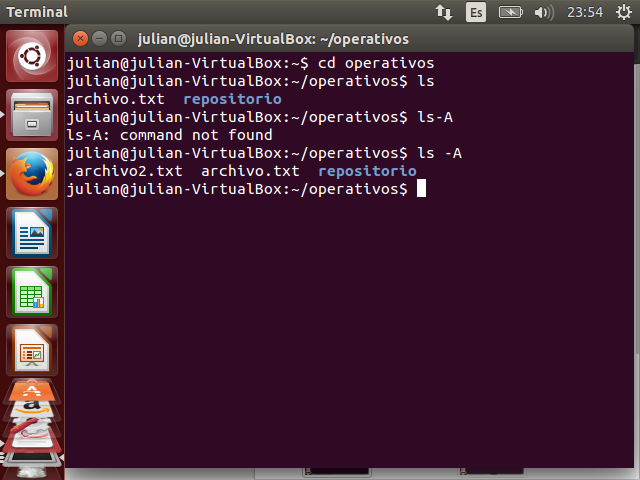 Terminal
Es
23:54
julian@julian-VirtualBox: ~/operativos
julian@julian-VirtualBox:~$ cd operativos
julian@julian-VirtualBox:~/operativos$ ls
archivo.txt  repositorio
julian@julian-VirtualBox:~/operativos$ ls-A
ls-A: command not found
julian@julian-VirtualBox:~/operativos$ ls -A
.archivo2.txt  archivo.txt  repositorio
julian@julian-VirtualBox:~/operativos$